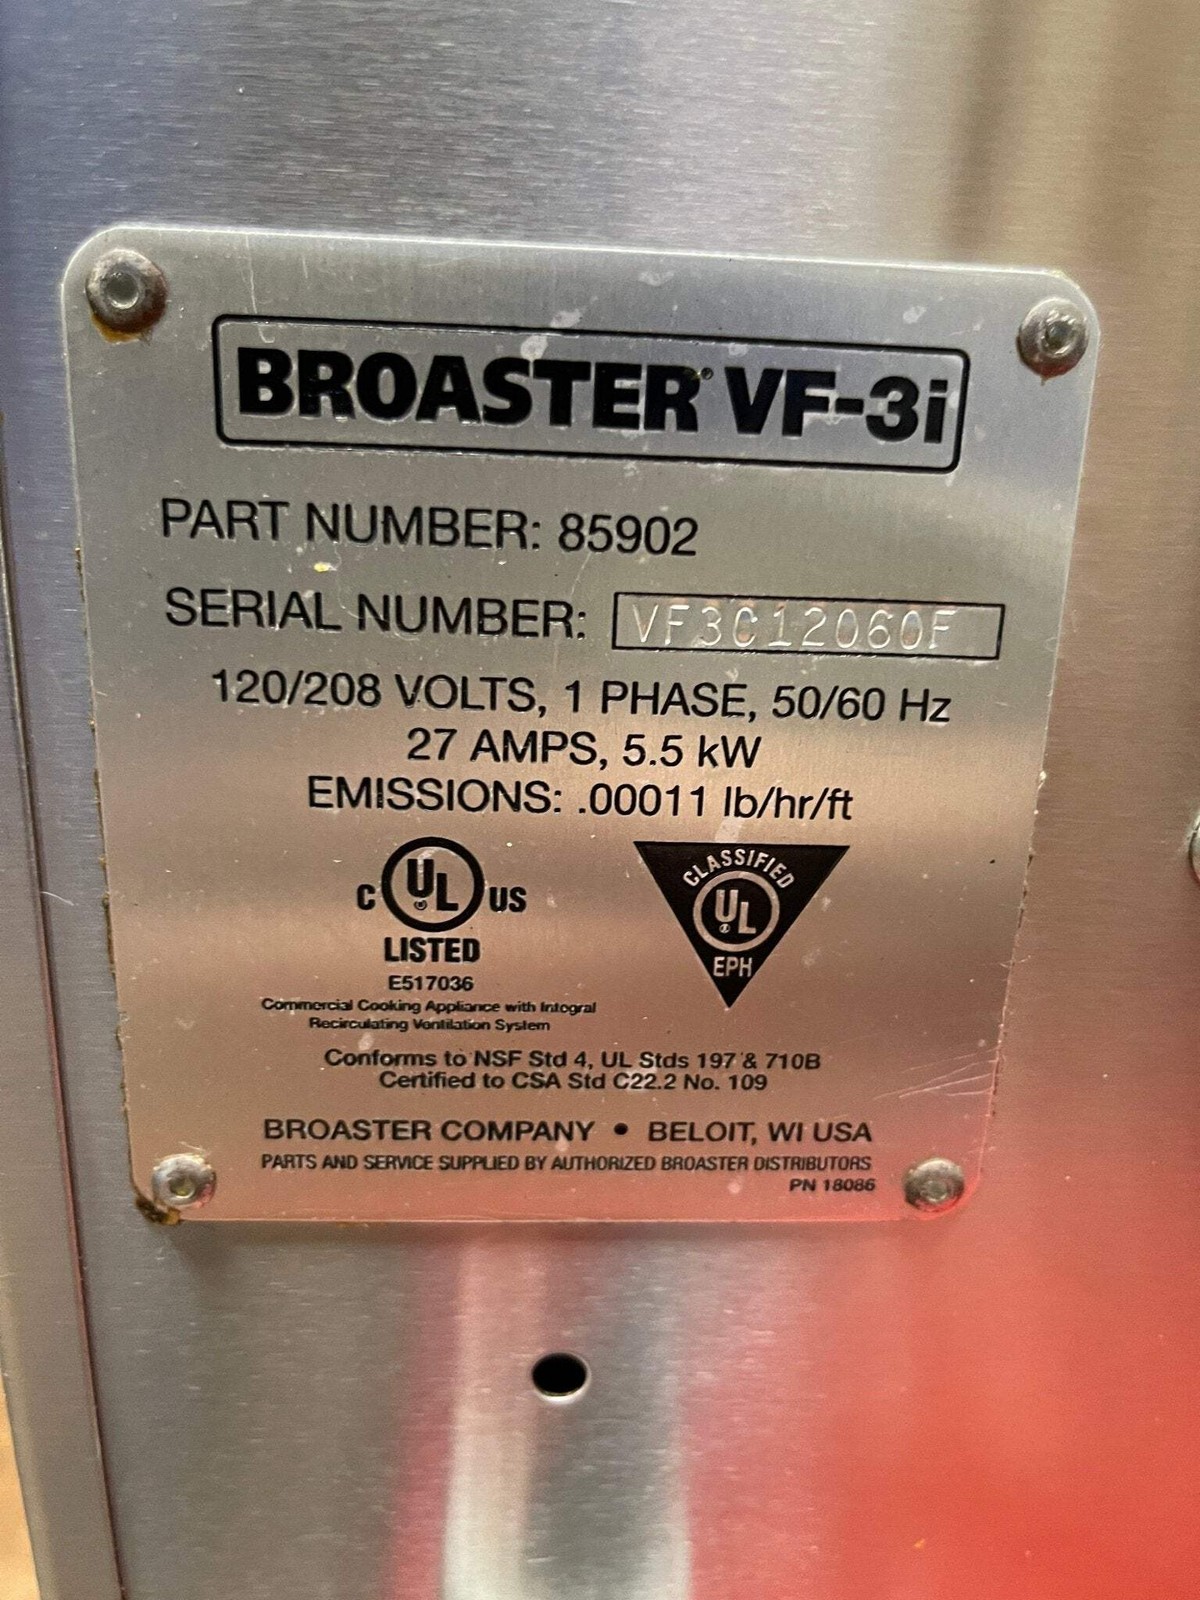 BROASTER® VF-3i
PART NUMBER: 85902
SERIAL NUMBER: VF3C12060F
120/208 VOLTS, 1 PHASE, 50/60 Hz
27 AMPS, 5.5 kW
EMISSIONS: .00011 lb/hr/ft
C UL® US
LISTED
E517036
Commercial Cooking Appliance with Integral
Recirculating Ventilation System
CLASSIFIED
UL®
EPH
Conforms to NSF Std 4, UL Stds 197 & 710B
Certified to CSA Std C22.2 No. 109
BROASTER COMPANY • BELOIT, WI USA
PARTS AND SERVICE SUPPLIED BY AUTHORIZED BROASTER DISTRIBUTORS
PN 18086